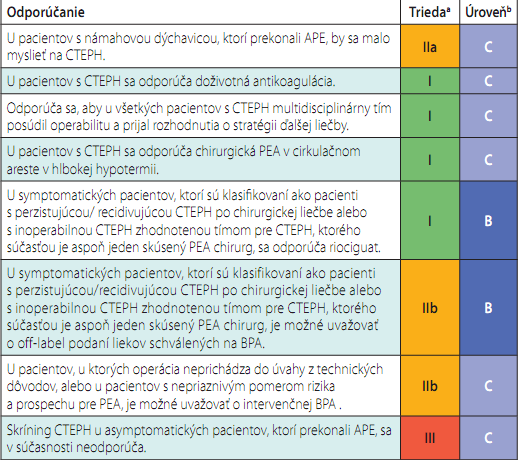 Odporúčanie Triedaᵃ Úroveňᵇ
U pacientov s námahovou dýchavicou, ktorí prekonali APE, by sa malo
myslieť na CTEPH. IIa C
U pacientov s CTEPH sa odporúča doživotná antikoagulácia. I C
Odporúča sa, aby u všetkých pacientov s CTEPH multidisciplinárny tím
posúdil operabilitu a prijal rozhodnutia o stratégii ďalšej liečby. I C
U pacientov s CTEPH sa odporúča chirurgická PEA v cirkulačnom
areste v hlbokej hypotermii. I C
U symptomatických pacientov, ktorí sú klasifikovaní ako pacienti
s perzistujúcou/ recidivujúcou CTEPH po chirurgickej liečbe alebo
s inoperabilnou CTEPH zhodnotenou tímom pre CTEPH, ktorého
súčasťou je aspoň jeden skúsený PEA chirurg, sa odporúča riociguat. I B
U symptomatických pacientov, ktorí sú klasifikovaní ako pacienti
s perzistujúcou/recidivujúcou CTEPH po chirurgickej liečbe alebo
s inoperabilnou CTEPH zhodnotenou tímom pre CTEPH, ktorého
súčasťou je aspoň jeden skúsený PEA chirurg, je možné uvažovať
o off-label podaní liekov schválených na BPA. IIb B
U pacientov, u ktorých operácia neprichádza do úvahy z technických
dôvodov, alebo u pacientov s nepriaznivým pomerom rizika
a prospechu pre PEA, je možné uvažovať o intervenčnej BPA . IIb C
Skríning CTEPH u asymptomatických pacientov, ktorí prekonali APE, sa
v súčasnosti neodporúča. III C